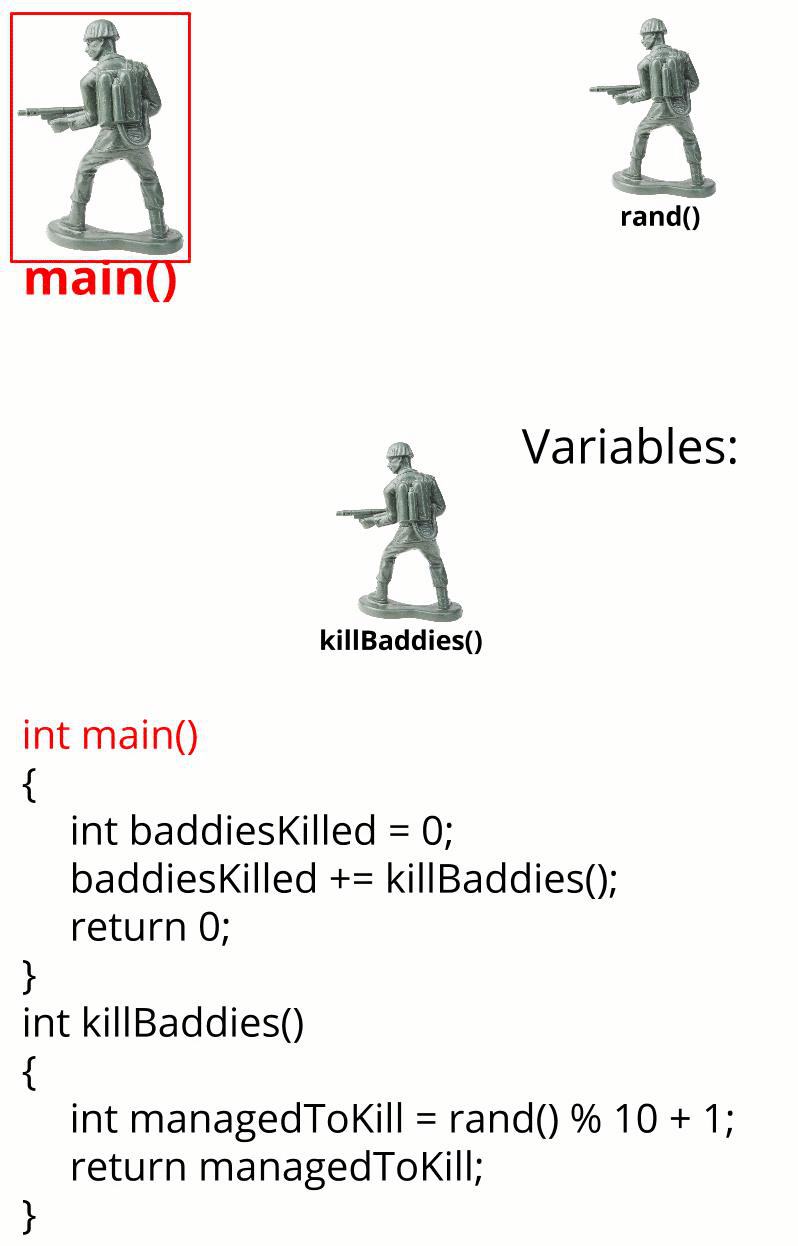 main()
rand()
Variables:
killBaddies()
int main()
{
int baddiesKilled = 0;
baddiesKilled += killBaddies();
return 0;
}
int killBaddies()
{
int managedToKill = rand() % 10 + 1;
return managedToKill;
}